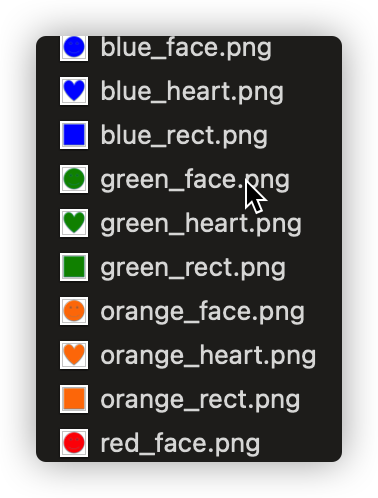 blue_face.png
blue_heart.png
blue_rect.png
green_face.png
green_heart.png
green_rect.png
orange_face.png
orange_heart.png
orange_rect.png
red_face.png